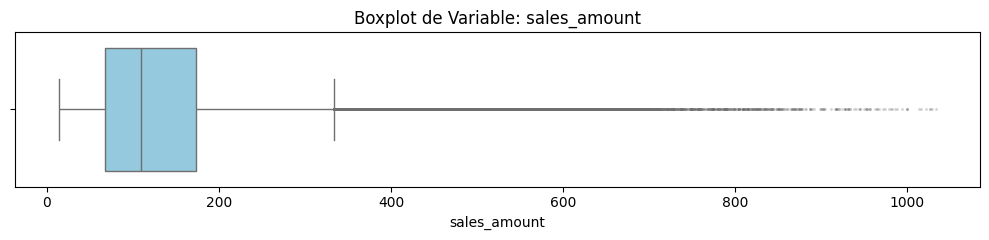 Boxplot de Variable: sales_amount
0 200 400 600 800 1000
sales_amount